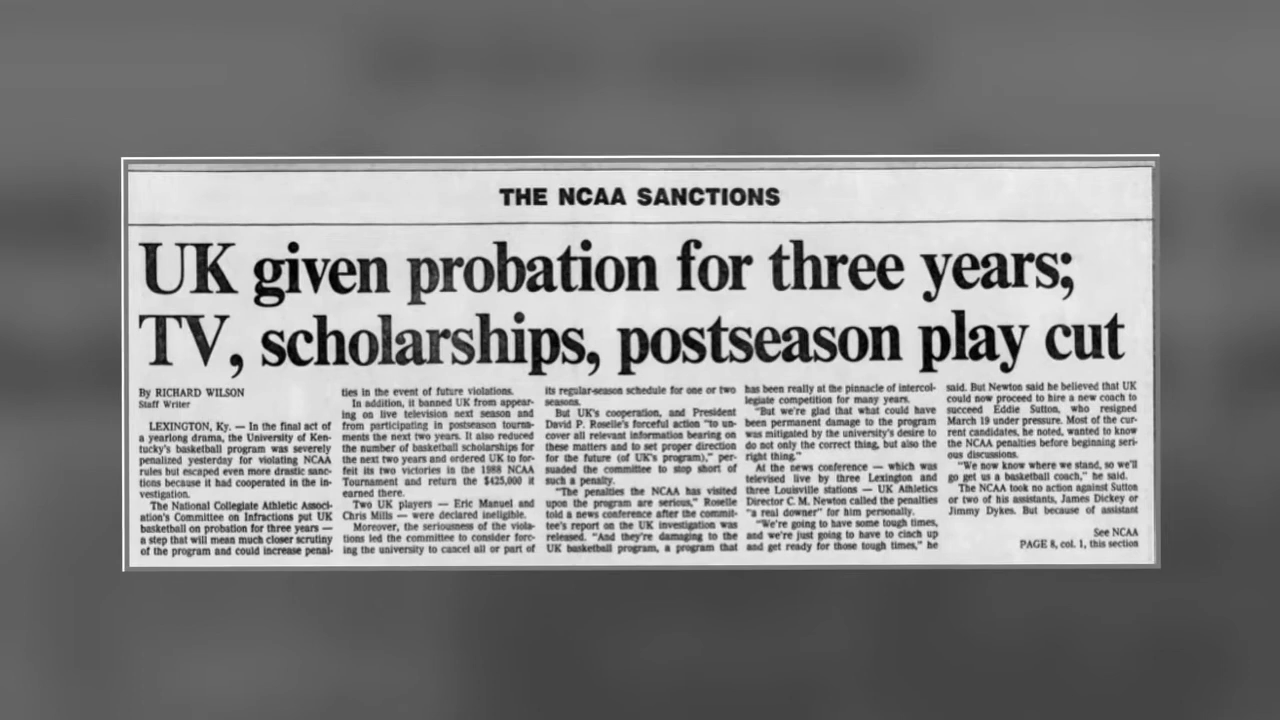 THE NCAA SANCTIONS
UK given probation for three years;
TV, scholarships, postseason play cut
By RICHARD WILSON
Staff Writer
LEXINGTON, Ky. — In the final act of
a yearlong drama, the University of Ken-
tucky's basketball program was severely
penalized yesterday for violating NCAA
rules but escaped even more drastic sanc-
tions because it had cooperated in the in-
vestigation.
The National Collegiate Athletic Associ-
ation's Committee on Infractions put UK
basketball on probation for three years —
a step that will mean much closer scrutiny
of the program and could increase penal-
ties in the event of future violations.
In addition, it banned UK from appear-
ing on live television next season and
from participating in postseason tourna-
ments the next two years. It also reduced
the number of basketball scholarships for
the next two years and ordered UK to for-
feit its two victories in the 1988 NCAA
Tournament and return the $425,000 it
earned there.
Two UK players — Eric Manuel and
Chris Mills — were declared ineligible.
Moreover, the seriousness of the viola-
tions led the committee to consider forc-
ing the university to cancel all or part of
its regular-season schedule for one or two
seasons.
But UK's cooperation, and President
David P. Roselle's forceful action "to un-
cover all relevant information bearing on
these matters and to set proper direction
for the future (of UK's program)," per-
suaded the committee to stop short of
such a penalty.
"The penalties the NCAA has visited
upon the program are serious," Roselle
told a news conference after the commit-
tee's report on the UK investigation was
released. "And they're damaging to the
UK basketball program, a program that
has been really at the pinnacle of intercol-
legiate competition for many years.
"But we're glad that what could have
been permanent damage to the program
was mitigated by the university's desire to
do not only the correct thing, but also the
right thing."
At the news conference — which was
televised live by three Lexington and
three Louisville stations — UK Athletics
Director C. M. Newton called the penalties
"a real downer" for him personally.
"We're going to have some tough times,
and we're just going to have to cinch up
and get ready for those tough times," he
said. But Newton said he believed that UK
could now proceed to hire a new coach to
succeed Eddie Sutton, who resigned
March 19 under pressure. Most of the cur-
rent candidates, he noted, wanted to know
the NCAA penalties before beginning seri-
ous discussions.
"We now know where we stand, so we'll
go get us a basketball coach," he said.
The NCAA took no action against Sutton
or two of his assistants, James Dickey or
Jimmy Dykes. But because of assistant
See NCAA
PAGE 8, col. 1, this section